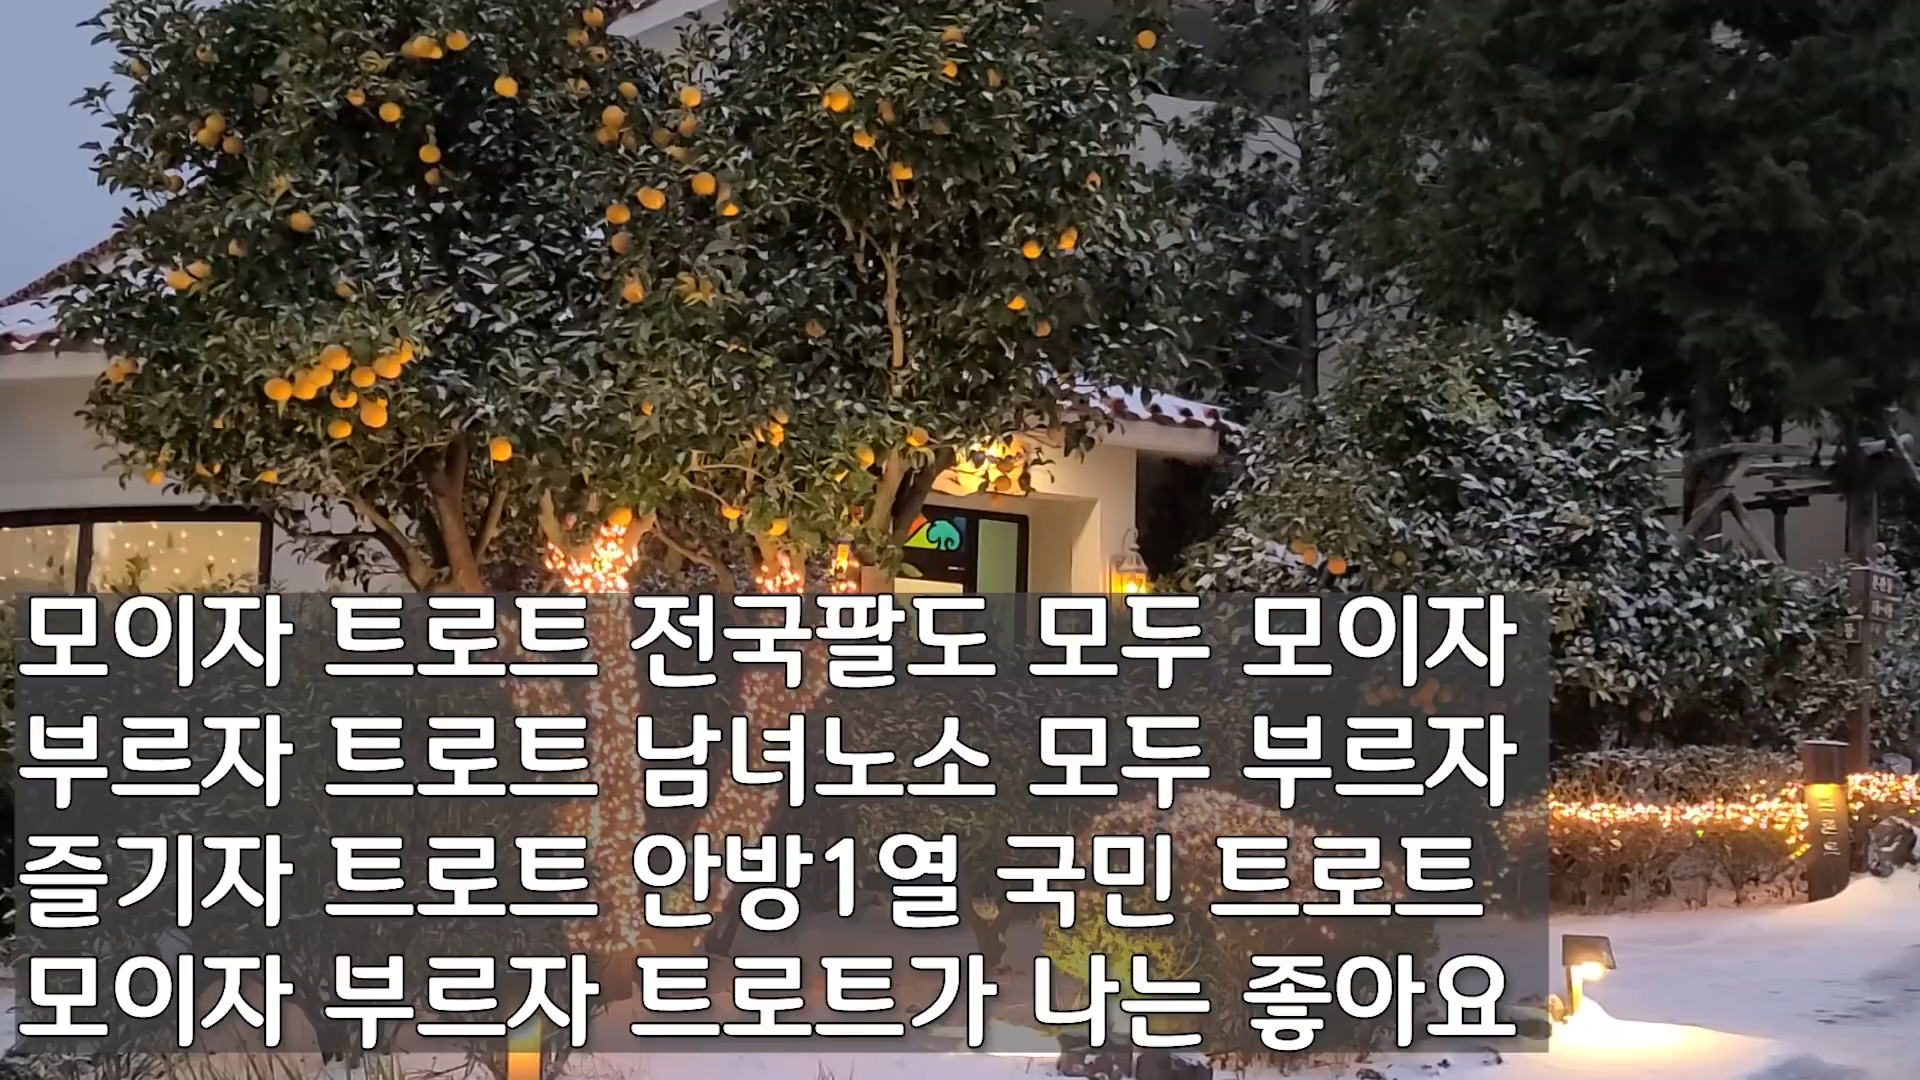 모이자 트로트 전국팔도 모두 모이자
부르자 트로트 남녀노소 모두 부르자
즐기자 트로트 안방1열 국민 트로트
모이자 부르자 트로트가 나는 좋아요